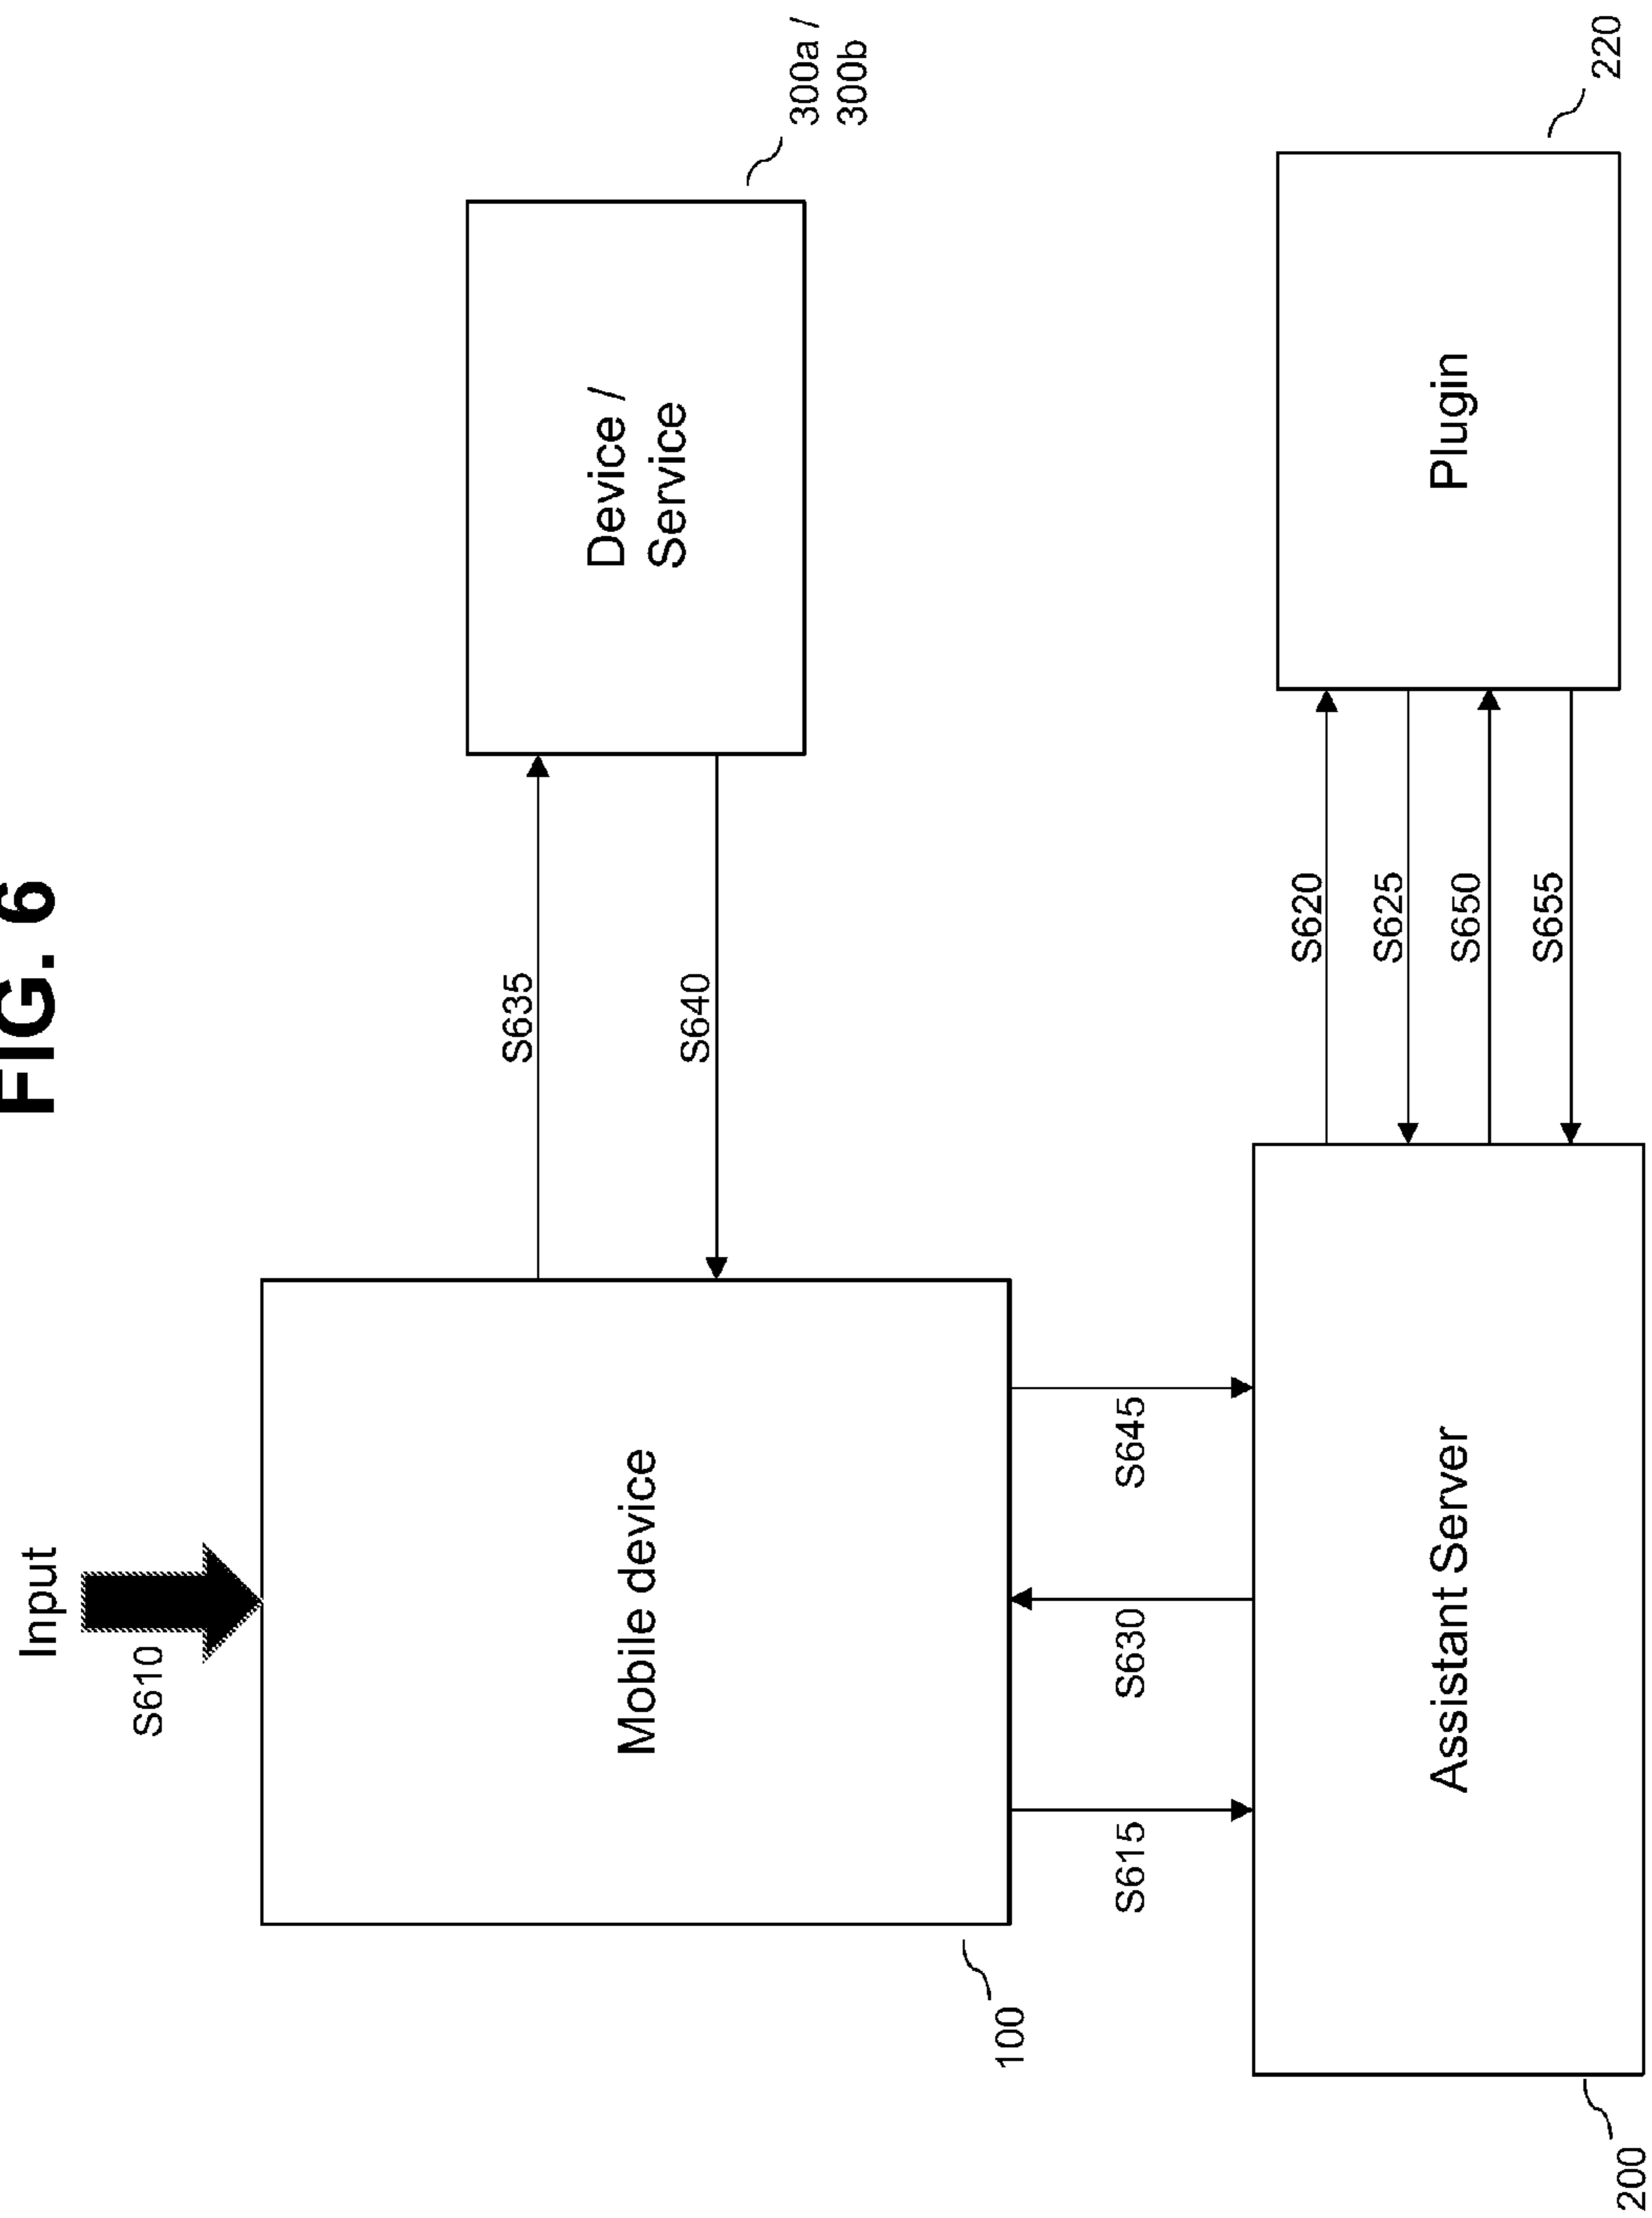 FIG. 6
Input
S610
Mobile device
100
S635
S640
Device /
Service
300a /
300b
S615
S630
S645
Assistant Server
200
S620
S625
S650
S655
Plugin
220